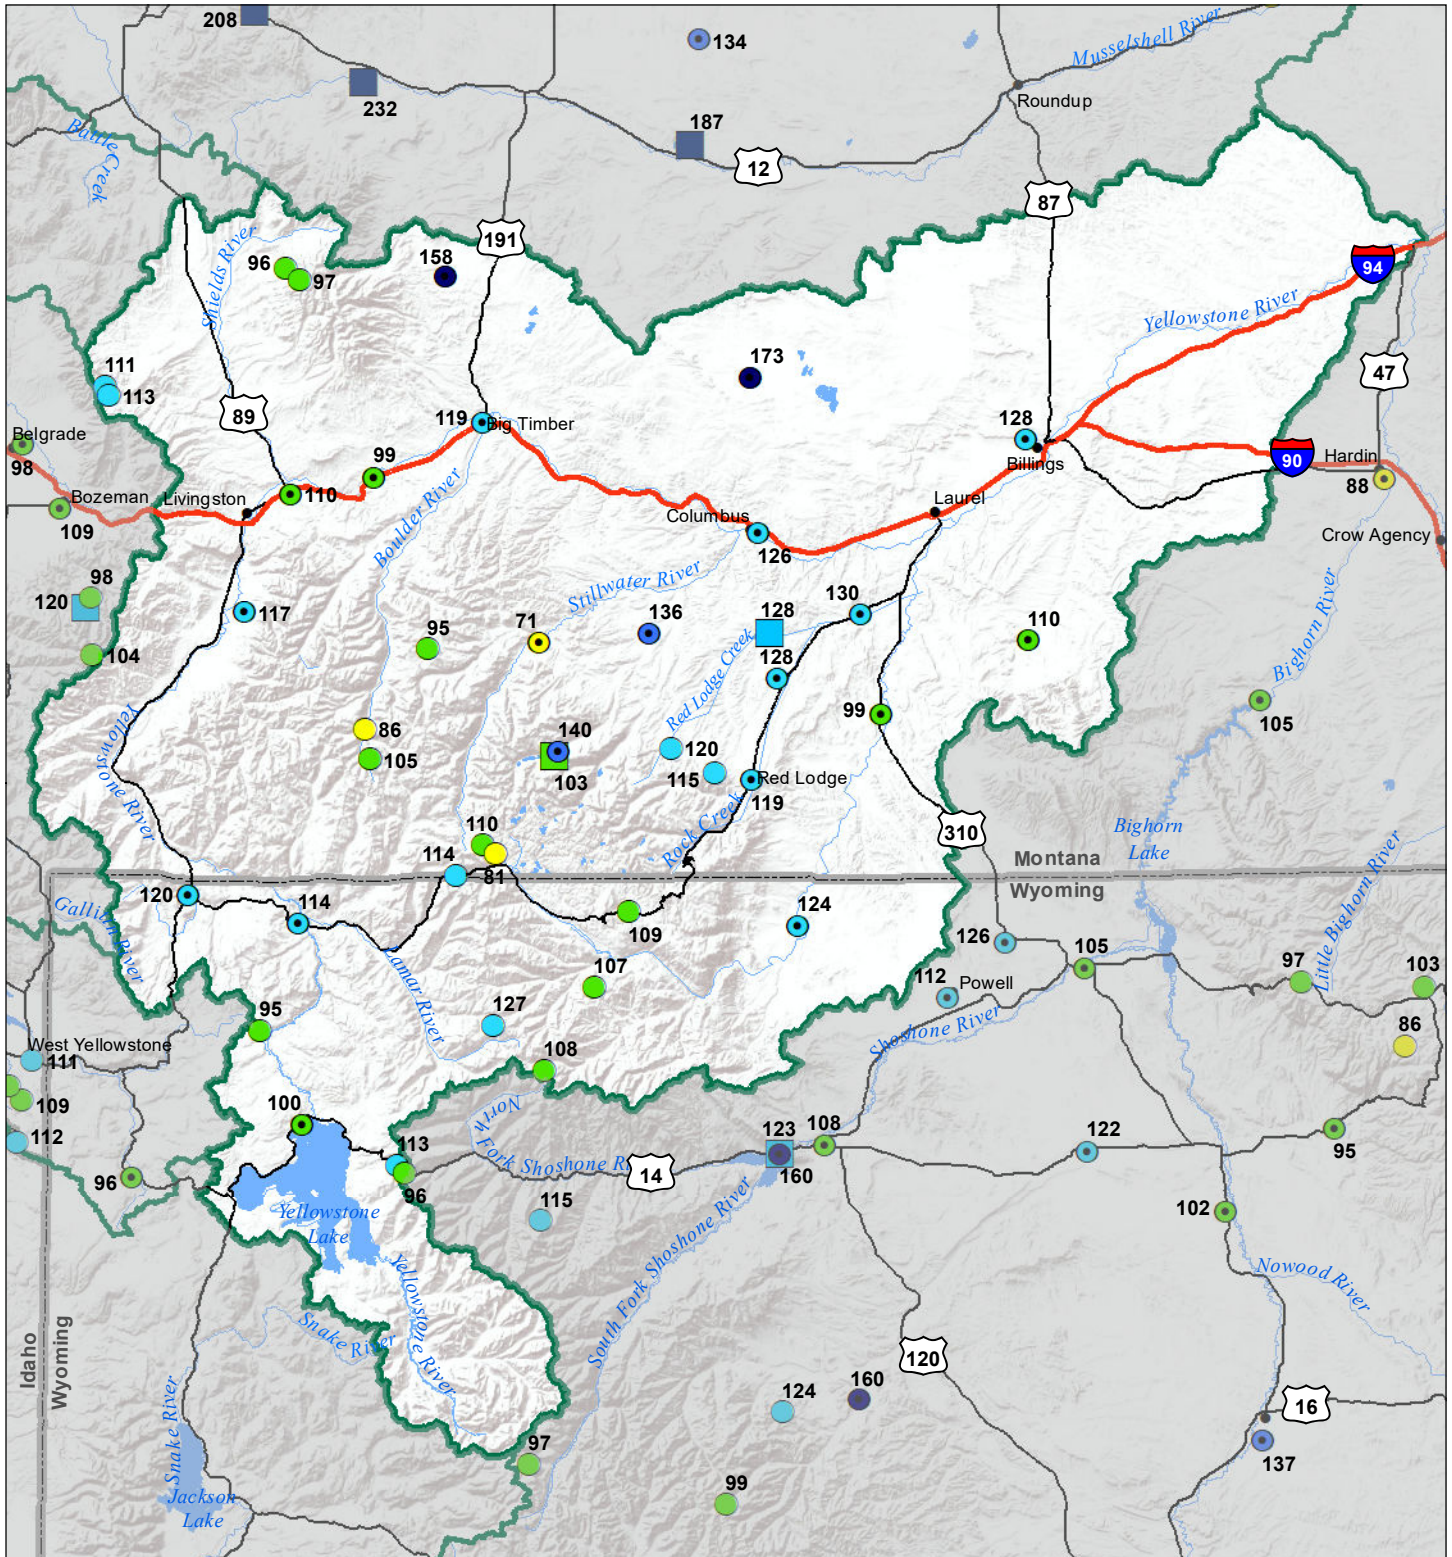 208
134
Musselshell River
232
Roundup
187
12
Battle Creek
87
191
Shields River
96
97
158
94
Yellowstone River
111
113
173
47
89
119
Big Timber
128
Billings
Belgrade
98
99
90
Hardin
88
Bozeman
109
Livingston
110
Laurel
Columbus
126
Crow Agency
Boulder River
98
120
117
Stillwater River
71
136
128
130
95
110
104
Red Lodge Creek
128
Bighorn River
99
105
Yellowstone River
86
105
140
103
120
115
Red Lodge
119
Rock Creek
110
81
114
310
Bighorn
Lake
Montana
Wyoming
Little Bighorn River
120
Gallatin River
114
109
124
126
105
Lamar River
107
112
Powell
97
103
95
127
Shoshone River
86
West Yellowstone
111
108
109
100
North Fork Shoshone R
112
113
96
123
160
108
122
95
96
14
115
102
Yellowstone
Lake
South Fork Shoshone River
Nowood River
Yellowstone River
Snake River
Idaho
Wyoming
120
124
160
16
Snake River
137
97
Jackson
Lake
99